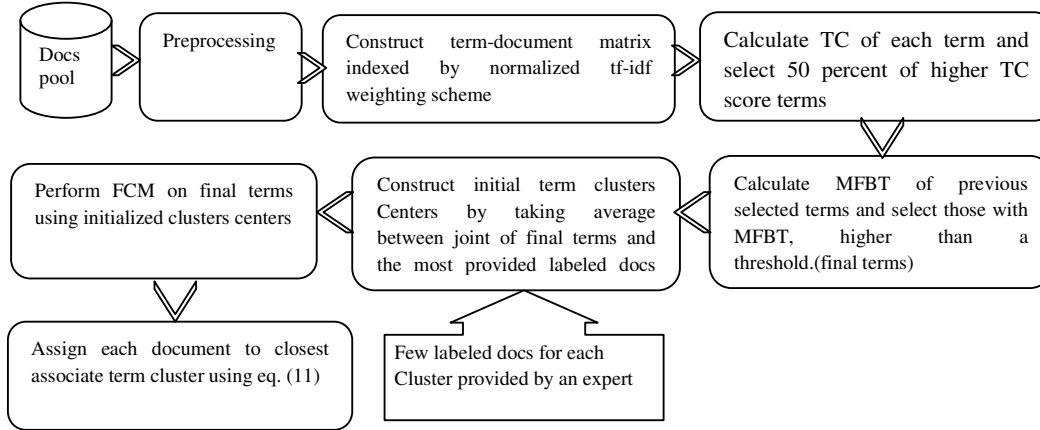 Docs
pool
Preprocessing
Construct term-document matrix
indexed by normalized tf-idf
weighting scheme
Calculate TC of each term and
select 50 percent of higher TC
score terms
Calculate MFBT of previous
selected terms and select those with
MFBT, higher than a
threshold.(final terms)
Construct initial term clusters
Centers by taking average
between joint of final terms and
the most provided labeled docs
Perform FCM on final terms
using initialized clusters centers
Few labeled docs for each
Cluster provided by an expert
Assign each document to closest
associate term cluster using eq. (11)